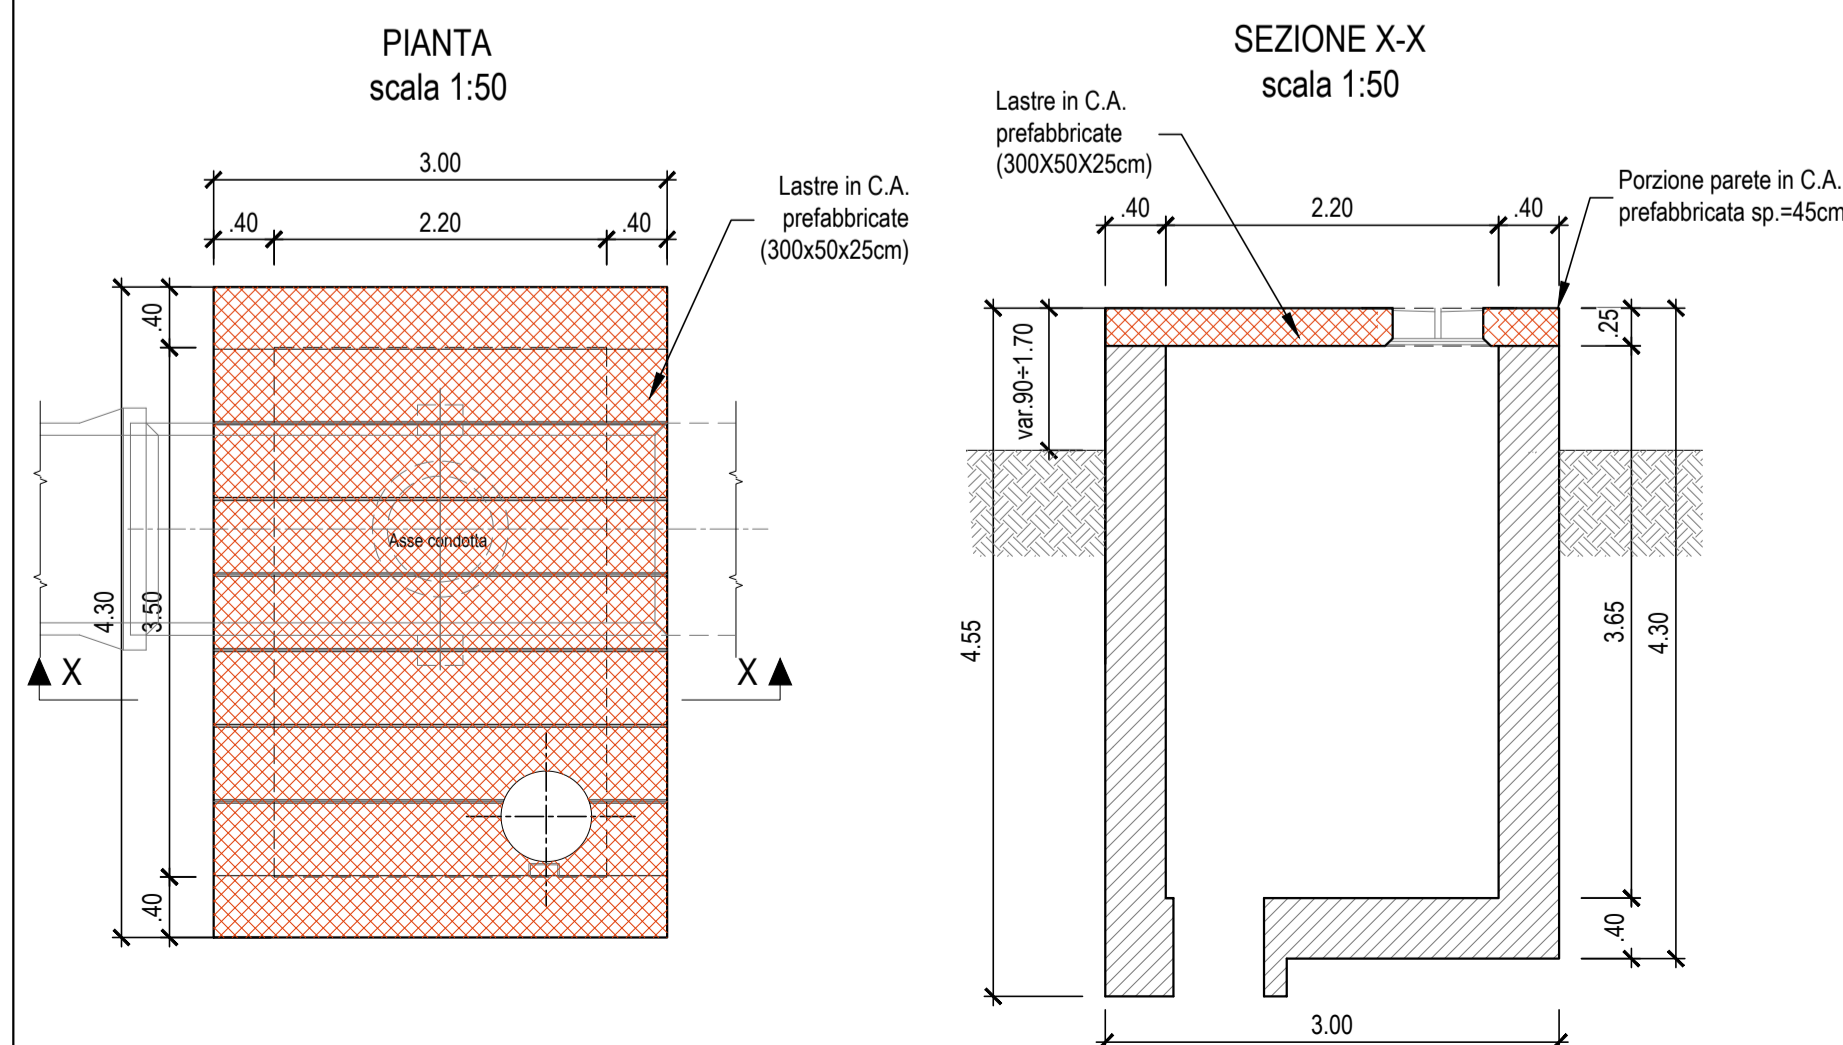 PIANTA
scala 1:50
3.00
.40
2.20
.40
Lastre in C.A.
prefabbricate
(300x50x25cm)
.40
4.30
3.50
.40
Asse condotta
X
X
SEZIONE X-X
scala 1:50
Lastre in C.A.
prefabbricate
(300X50X25cm)
.40
2.20
.40
Porzione parete in C.A.
prefabbricata sp.=45cm
var.90÷1.70
4.55
.25
3.65
4.30
.40
3.00